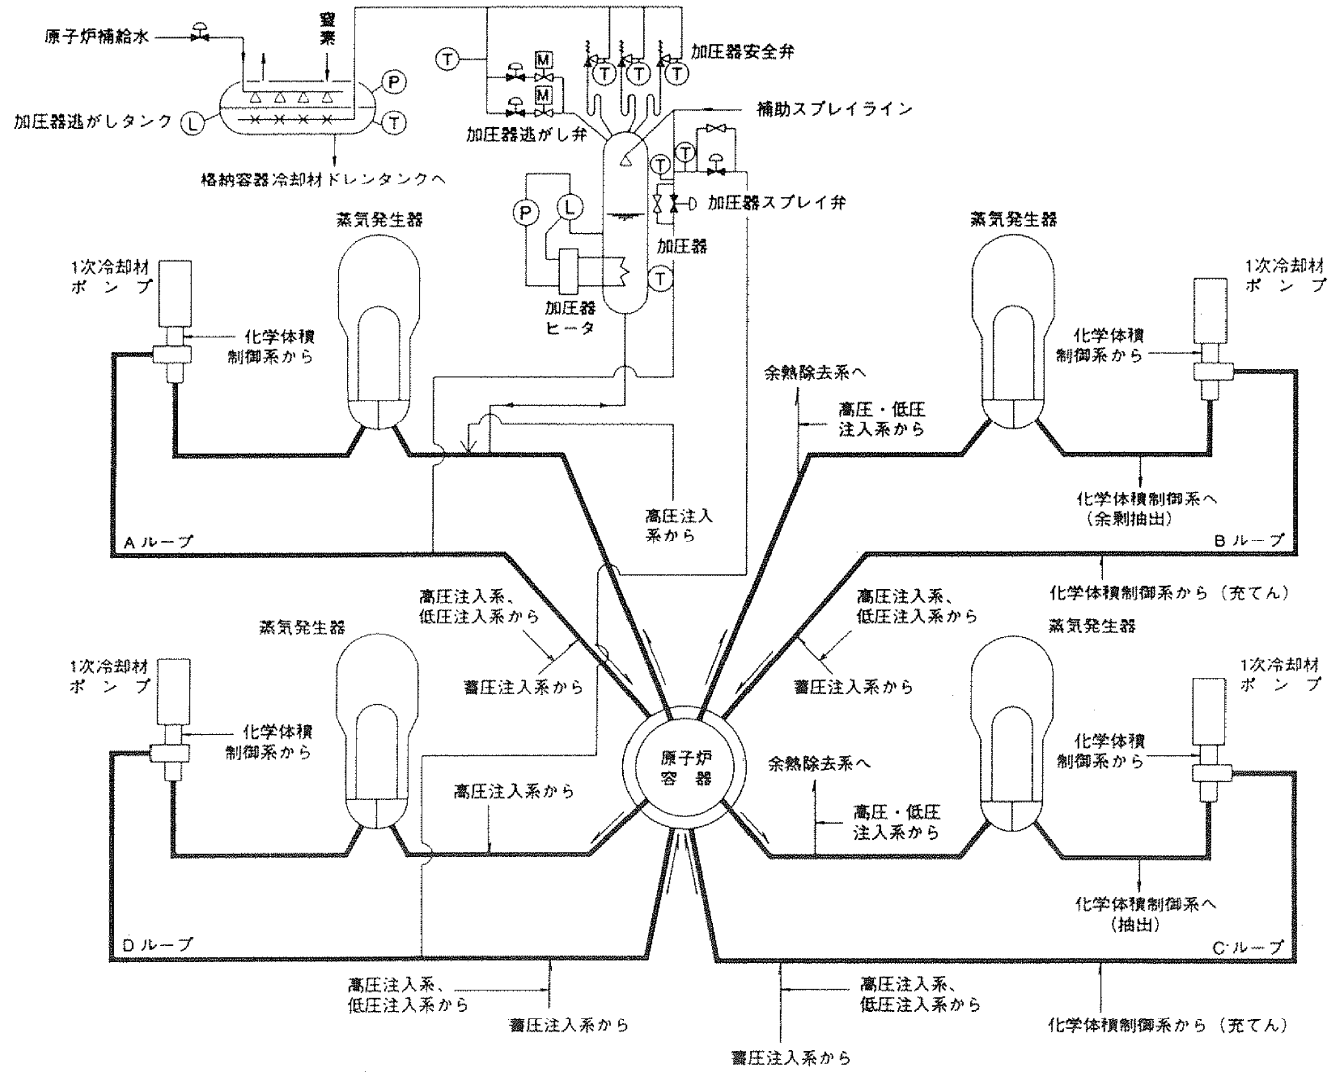 原子炉補給水
窒素
加圧器逃がしタンク
L
P
T
格納容器冷却材ドレンタンクへ
T
M
M
加圧器逃がし弁
T
T
T
加圧器安全弁
補助スプレイライン
T
T
加圧器スプレイ弁
P
L
加圧器
T
加圧器
ヒータ
蒸気発生器
1次冷却材
ポンプ
化学体積
制御系から
Aループ
蒸気発生器
1次冷却材
ポンプ
化学体積
制御系から
余熱除去系へ
高圧・低圧
注入系から
化学体積制御系へ
(余剰抽出)
Bループ
高圧注入
系から
化学体積制御系から(充てん)
高圧注入系、
低圧注入系から
蓄圧注入系から
高圧注入系、
低圧注入系から
蓄圧注入系から
蒸気発生器
1次冷却材
ポンプ
化学体積
制御系から
高圧注入系から
原子炉
容器
蒸気発生器
1次冷却材
ポンプ
化学体積
制御系から
余熱除去系へ
高圧・低圧
注入系から
化学体積制御系へ
(抽出)
Dループ
Cループ
高圧注入系、
低圧注入系から
蓄圧注入系から
高圧注入系、
低圧注入系から
蓄圧注入系から
化学体積制御系から(充てん)